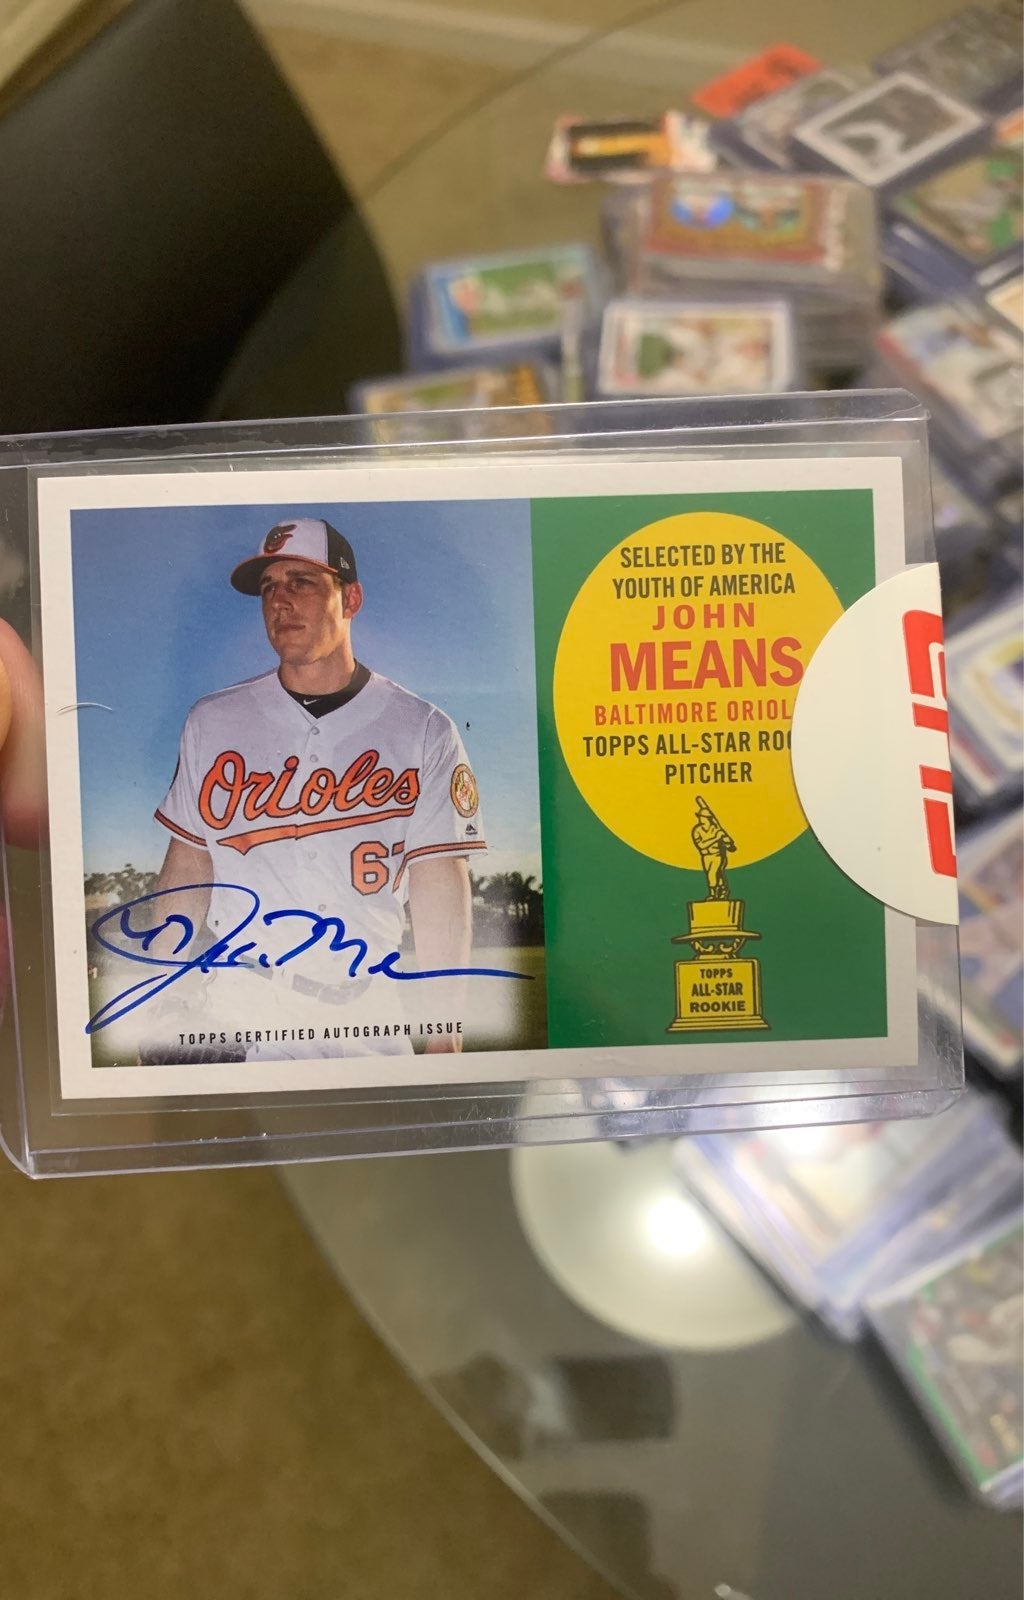 SELECTED BY THE
YOUTH OF AMERICA
JOHN
MEANS
BALTIMORE ORIOL
TOPPS ALL-STAR ROO
PITCHER
Orioles
67
TOPPS
ALL-STAR
ROOKIE
TOPPS CERTIFIED AUTOGRAPH ISSUE